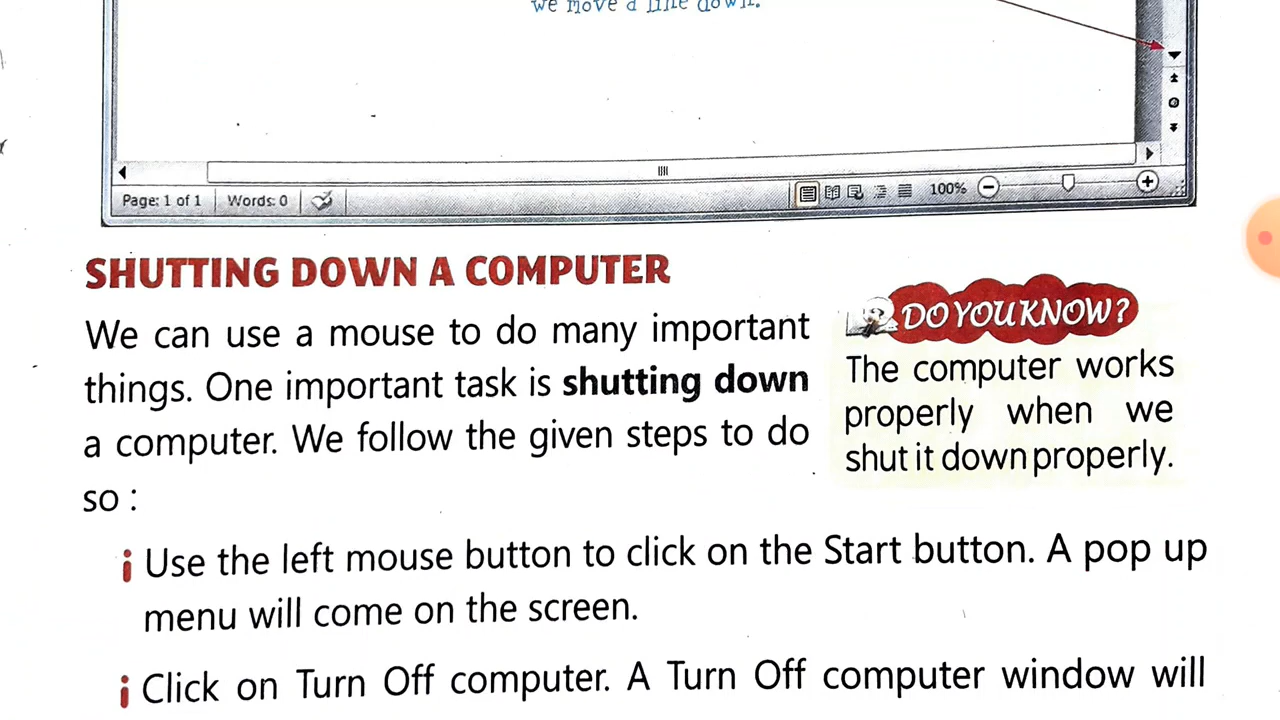 we move a line down.
Page: 1 of 1 Words: 0 100%
SHUTTING DOWN A COMPUTER
We can use a mouse to do many important
things. One important task is shutting down
a computer. We follow the given steps to do
so :
DO YOU KNOW?
The computer works
properly when we
shut it down properly.
Use the left mouse button to click on the Start button. A pop up
menu will come on the screen.
Click on Turn Off computer. A Turn Off computer window will